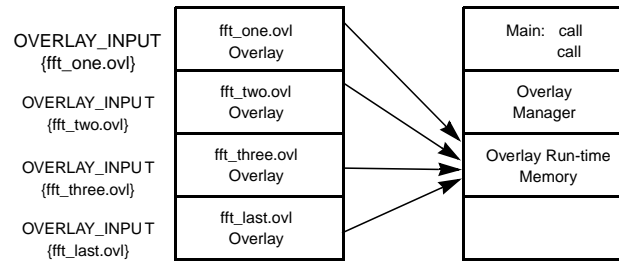 OVERLAY_INPUT
{fft_one.ovl}
OVERLAY_INPUT
{fft_two.ovl}
OVERLAY_INPUT
{fft_three.ovl}
OVERLAY_INPUT
{fft_last.ovl}
fft_one.ovl
Overlay
fft_two.ovl
Overlay
fft_three.ovl
Overlay
fft_last.ovl
Overlay
Main: call
call
Overlay
Manager
Overlay Run-time
Memory